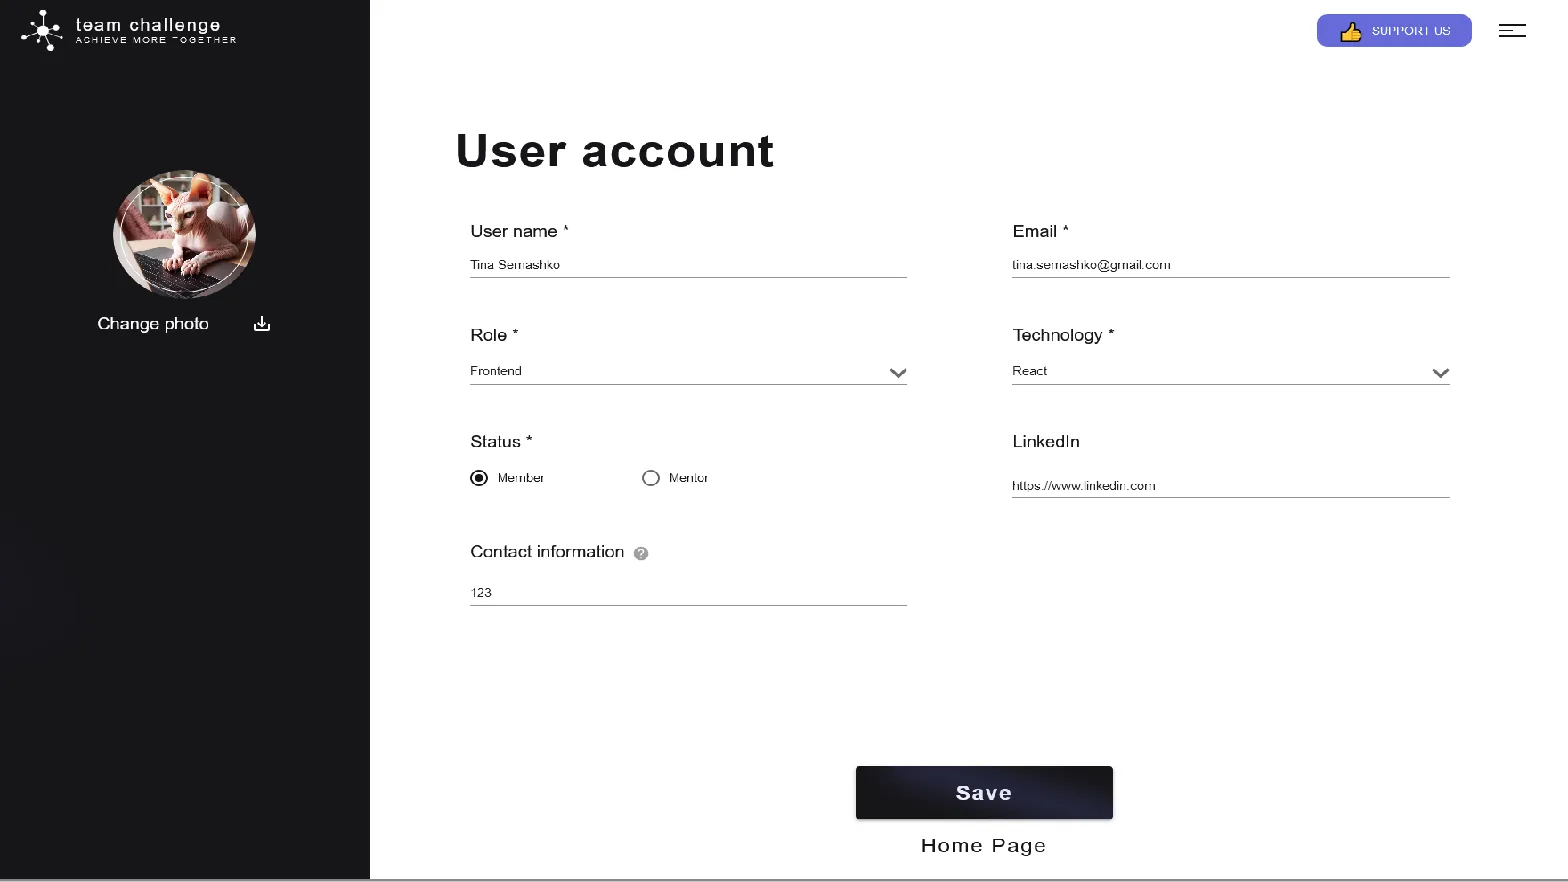 team challenge
ACHIEVE MORE TOGETHER
SUPPORT US
Change photo
User account
User name *
Tina Semashko
Email *
tina.semashko@gmail.com
Role *
Frontend
Technology *
React
Status *
Member
Mentor
LinkedIn
https://www.linkedin.com
Contact information ?
123
Save
Home Page